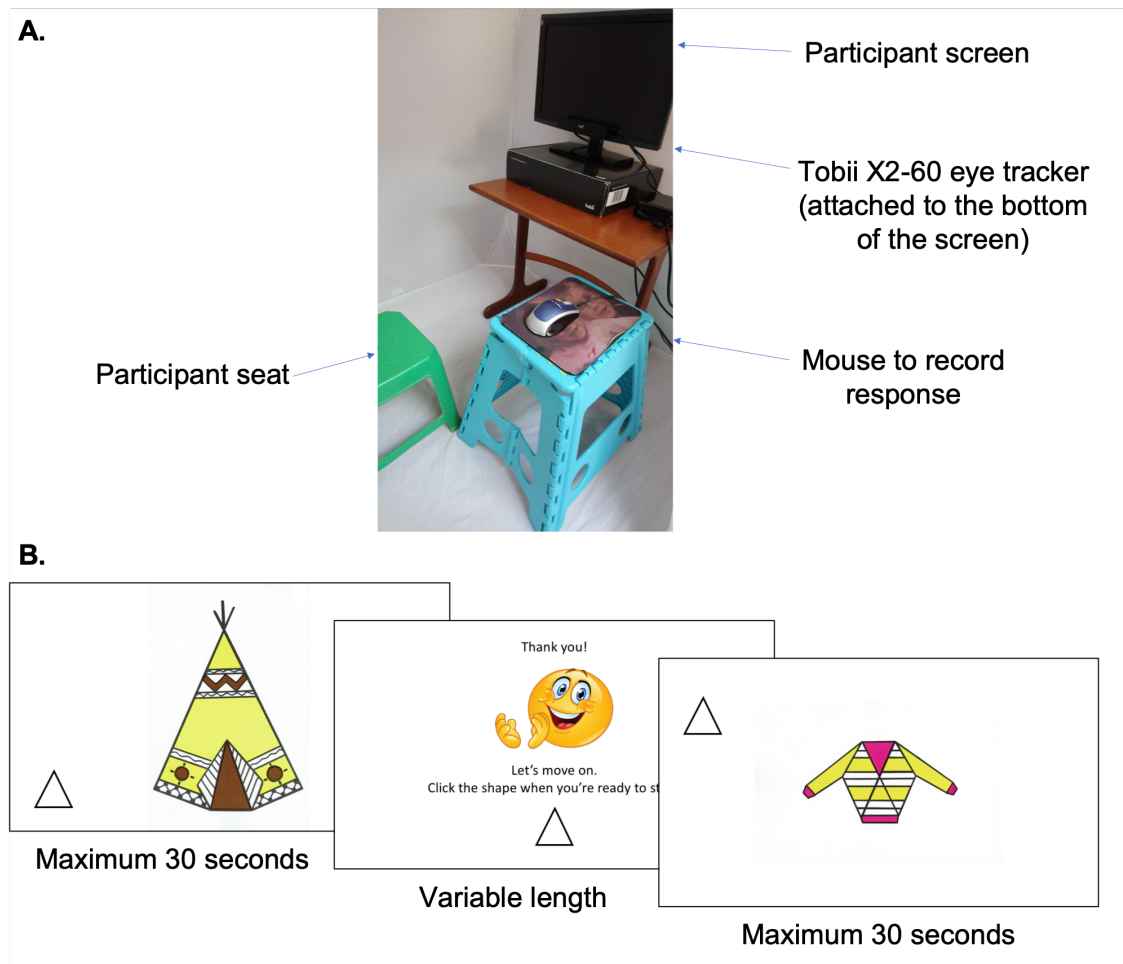 A.
Participant screen
Tobii X2-60 eye tracker
(attached to the bottom
of the screen)
Participant seat
Mouse to record
response
tobii
B.
Thank you!
Let's move on.
Click the shape when you're ready to st
Maximum 30 seconds
Variable length
Maximum 30 seconds